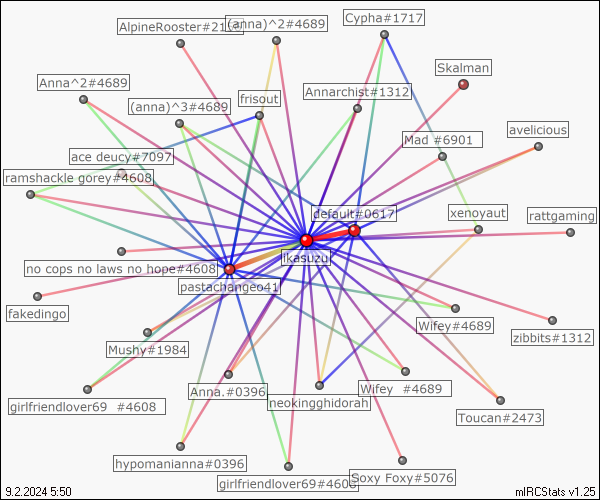 AlpineRooster#21
(anna)^2#4689
Cypha#1717
Skalman
Anna^2#4689
(anna)^3#4689
frisout
Annarchist#1312
avelicious
Mad #6901
ace deucy#7097
ramshackle gorey#4608
default#0617
xenoyaut
rattgaming
ikasuzu
no cops no laws no hope#4608
pastachangeo41
fakedingo
Wifey#4689
zibbits#1312
Mushy#1984
Anna.#0396
neokingghidorah
Wifey #4689
Toucan#2473
girlfriendlover69 #4608
hypomanianna#0396
girlfriendlover69#4608
Soxy Foxy#5076
9.2.2024 5:50
mIRCStats v1.25